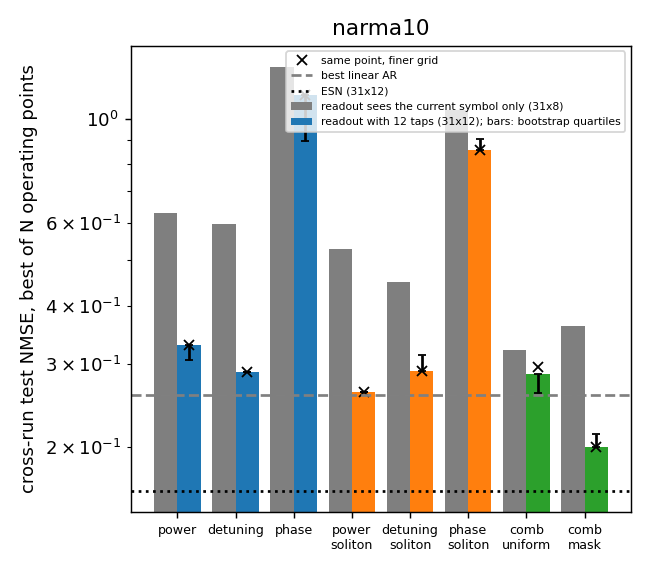 narma10
cross-run test NMSE, best of N operating points
10⁰
6 × 10⁻¹
4 × 10⁻¹
3 × 10⁻¹
2 × 10⁻¹
same point, finer grid
best linear AR
ESN (31x12)
readout sees the current symbol only (31x8)
readout with 12 taps (31x12); bars: bootstrap quartiles
power
detuning
phase
power
soliton
detuning
soliton
phase
soliton
comb
uniform
comb
mask